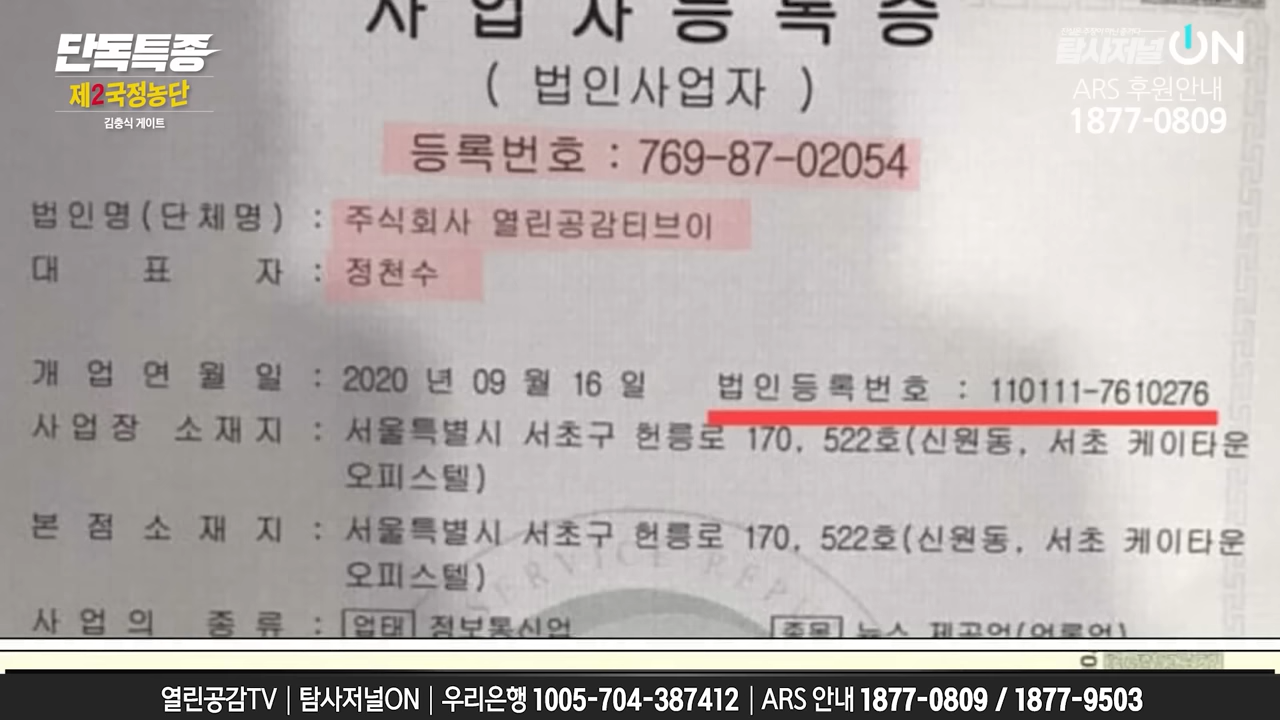 사업자등록증
단독특종
제2국정농단
김충식 게이트
탐사저널 ON
ARS 후원안내
1877-0809
( 법인사업자 )
등록번호 : 769-87-02054
법인명(단체명) : 주식회사 열린공감티브이
대 표 자 : 정천수
개 업 연 월 일 : 2020 년 09 월 16 일 법인등록번호 : 110111-7610276
사업장 소재지 : 서울특별시 서초구 헌릉로 170, 522호(신원동, 서초 케이타운
오피스텔)
본 점 소 재 지 : 서울특별시 서초구 헌릉로 170, 522호(신원동, 서초 케이타운
오피스텔)
SERVICE
사업의 종류 : 업태 정보통신업 종목 뉴스 제공업(언론업)
열린공감TV | 탐사저널ON | 우리은행 1005-704-387412 | ARS 안내 1877-0809 / 1877-9503